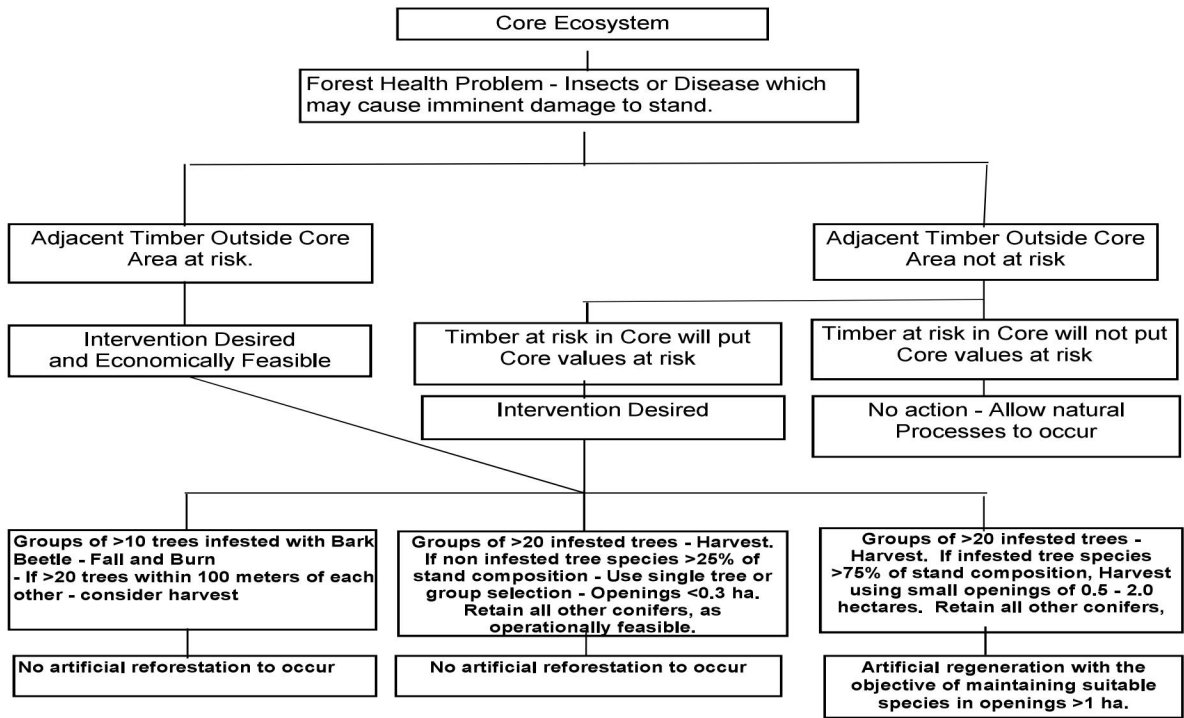 Core Ecosystem
Forest Health Problem - Insects or Disease which
may cause imminent damage to stand.
Adjacent Timber Outside Core
Area at risk.
Adjacent Timber Outside Core
Area not at risk
Intervention Desired
and Economically Feasible
Timber at risk in Core will put
Core values at risk
Timber at risk in Core will not put
Core values at risk
Intervention Desired
No action - Allow natural
Processes to occur
Groups of >10 trees infested with Bark
Beetle - Fall and Burn
- If >20 trees within 100 meters of each
other - consider harvest
Groups of >20 infested trees - Harvest.
If non infested tree species >25% of
stand composition - Use single tree or
group selection - Openings <0.3 ha.
Retain all other conifers, as
operationally feasible.
Groups of >20 infested trees -
Harvest. If infested tree species
>75% of stand composition, Harvest
using small openings of 0.5 - 2.0
hectares. Retain all other conifers,
No artificial reforestation to occur
No artificial reforestation to occur
Artificial regeneration with the
objective of maintaining suitable
species in openings >1 ha.